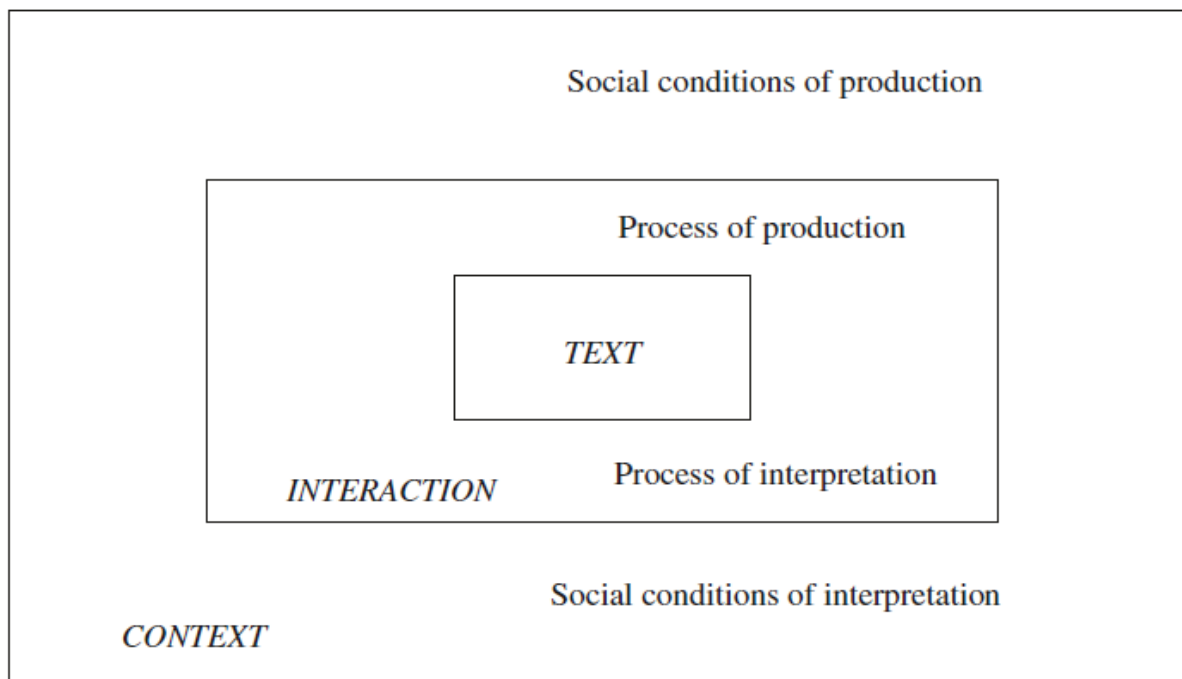 Social conditions of production
Process of production
TEXT
Process of interpretation
INTERACTION
Social conditions of interpretation
CONTEXT